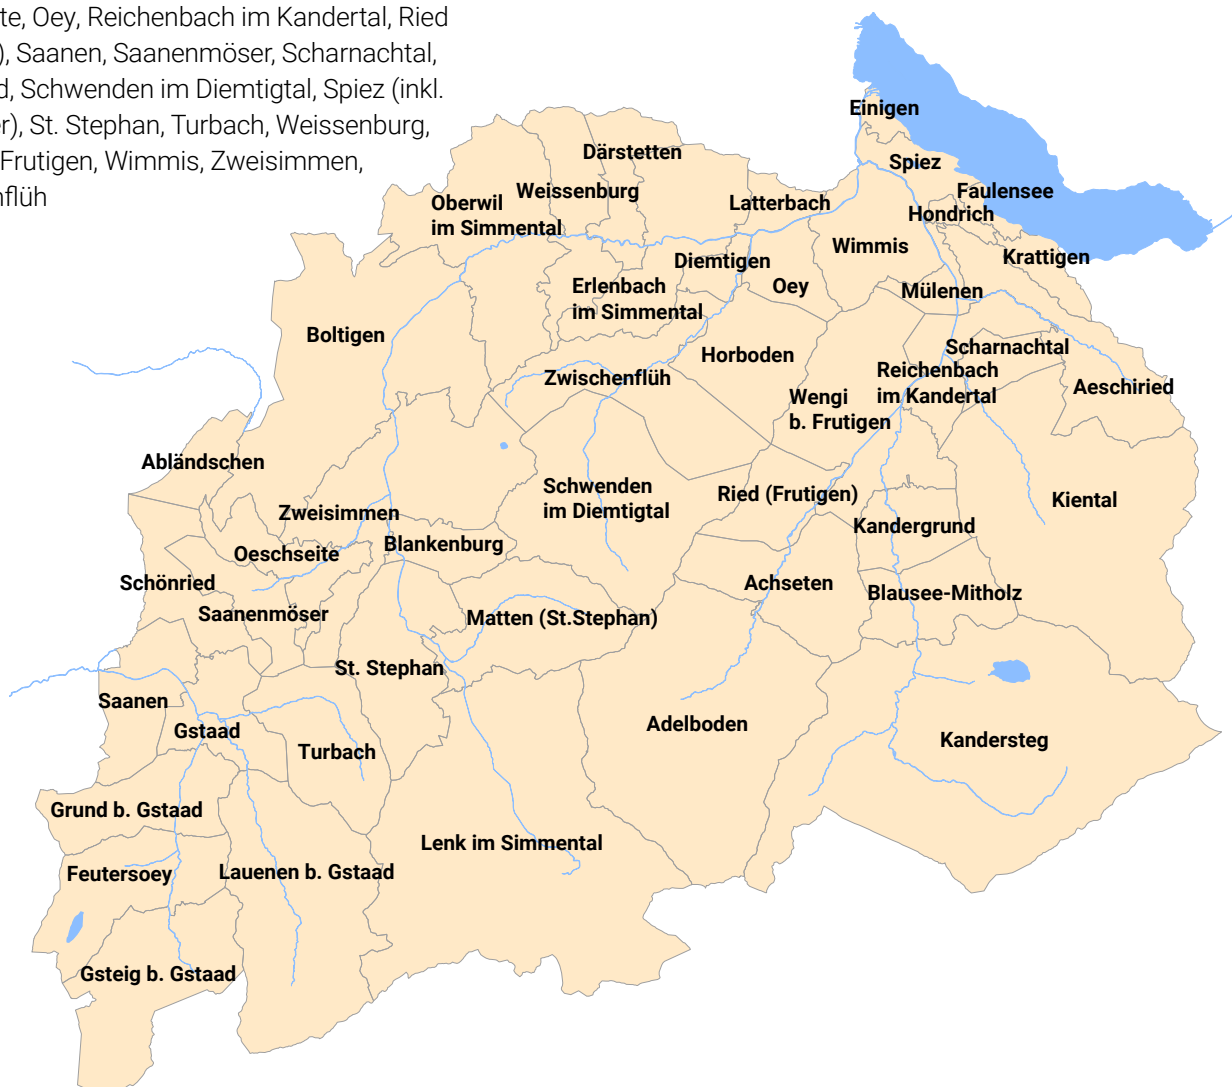 te, Oey, Reichenbach im Kandertal, Ried
), Saanen, Saanenmöser, Scharnachtal,
d, Schwenden im Diemtigtal, Spiez (inkl.
er), St. Stephan, Turbach, Weissenburg,
Frutigen, Wimmis, Zweisimmen,
nflüh
Einigen
Därstetten
Spiez
Weissenburg
Faulensee
Oberwil
im Simmental
Latterbach
Hondrich
Wimmis
Krattigen
Diemtigen
Erlenbach
im Simmental
Oey
Mülenen
Boltigen
Horboden
Scharnachtal
Reichenbach
im Kandertal
Zwischenflüh
Aeschiried
Wengi
b. Frutigen
Abländschen
Schwenden
im Diemtigtal
Ried (Frutigen)
Kiental
Zweisimmen
Kandergrund
Blankenburg
Oeschseite
Schönried
Achseten
Blausee-Mitholz
Saanenmöser
Matten (St.Stephan)
St. Stephan
Saanen
Adelboden
Gstaad
Kandersteg
Turbach
Grund b. Gstaad
Lenk im Simmental
Feutersoey
Lauenen b. Gstaad
Gsteig b. Gstaad